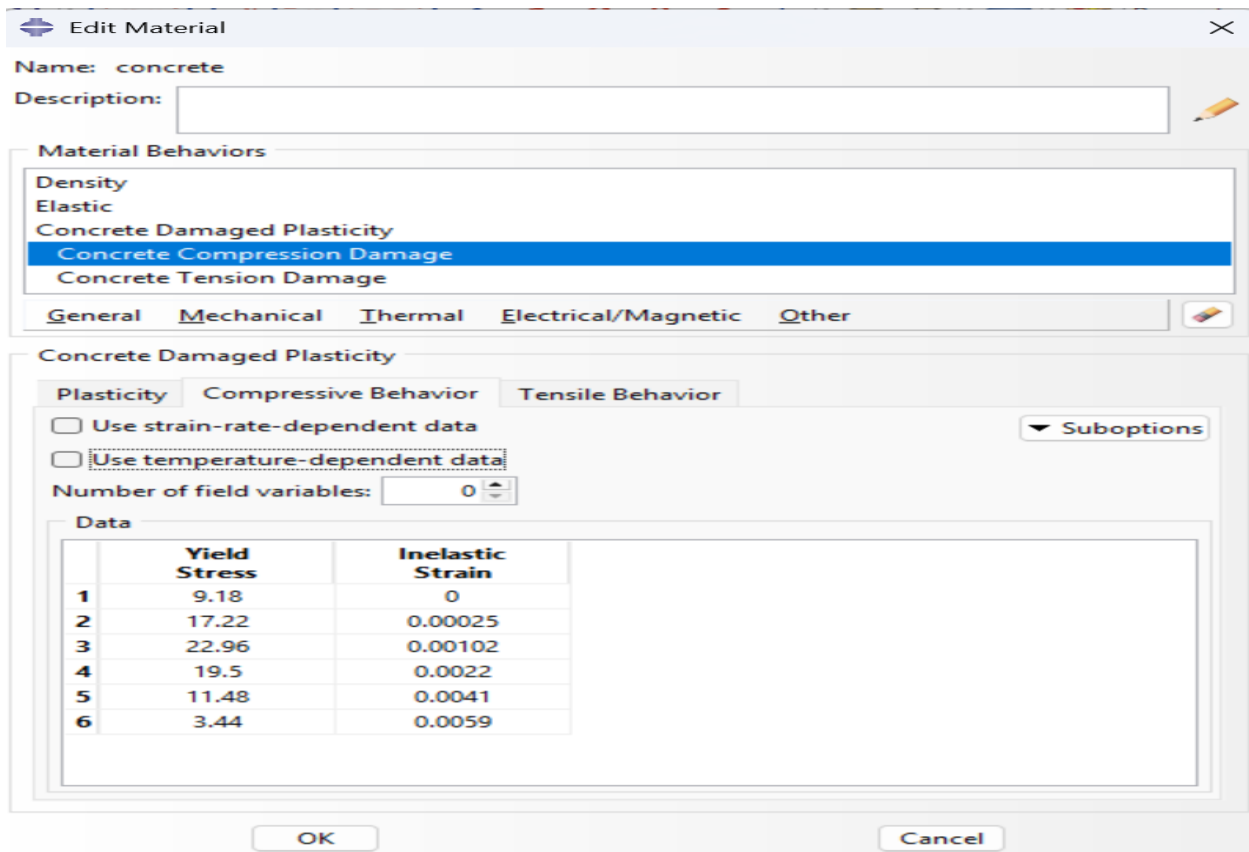 Edit Material
Name: concrete
Description:
Material Behaviors
Density
Elastic
Concrete Damaged Plasticity
Concrete Compression Damage
Concrete Tension Damage
General Mechanical Thermal Electrical/Magnetic Other
Concrete Damaged Plasticity
Plasticity Compressive Behavior Tensile Behavior
Use strain-rate-dependent data Suboptions
Use temperature-dependent data
Number of field variables: 0
Data
Yield Inelastic
Stress Strain
1 9.18 0
2 17.22 0.00025
3 22.96 0.00102
4 19.5 0.0022
5 11.48 0.0041
6 3.44 0.0059
OK Cancel